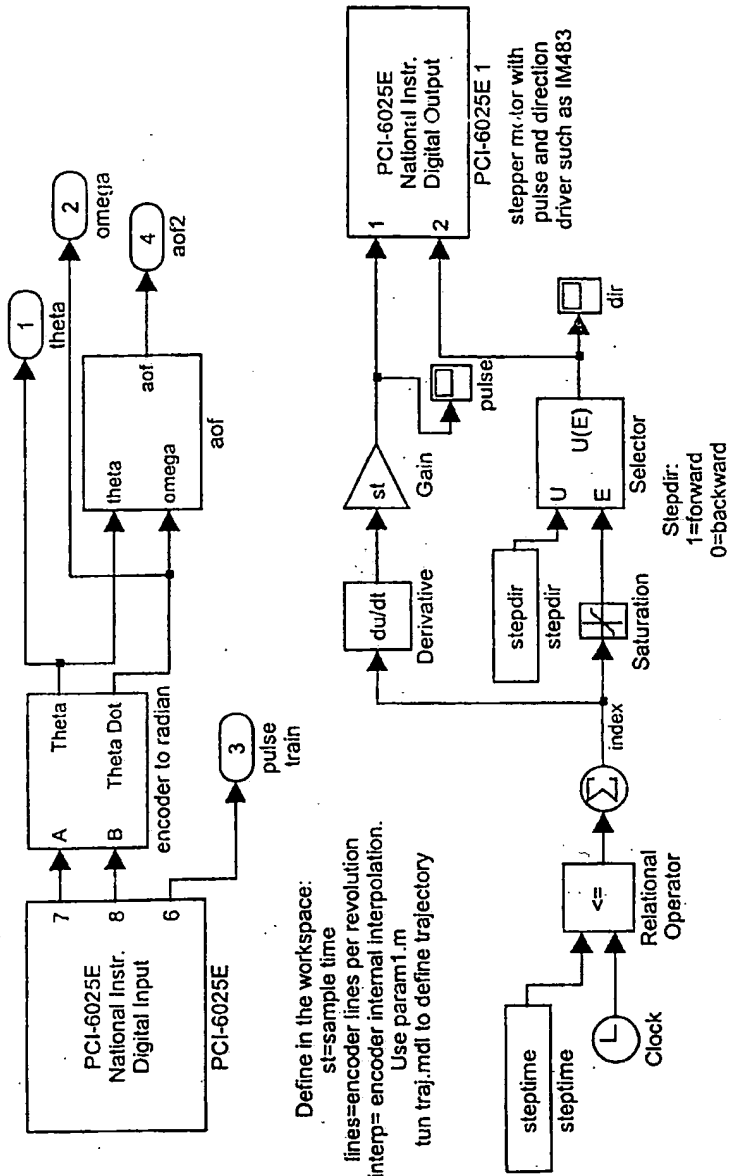 PCI-6025E
National Instr.
Digital Input
7
8
6
PCI-6025E
A
B
Theta
Theta Dot
encoder to radian
3
pulse
train
1
theta
2
omega
theta
omega
aof
aof
4
aof2
Define in the workspace:
st=sample time
lines=encoder lines per revolution
interp= encoder internal interpolation.
Use param1.m
tun traj.mdl to define trajectory
steptime
steptime
Clock
<=
Relational
Operator
Σ
index
du/dt
Derivative
st
Gain
pulse
stepdir
stepdir
Saturation
U
E
U(E)
Selector
Stepdir:
1=forward
0=backward
dir
1
2
PCI-6025E
National Instr.
Digital Output
PCI-6025E 1
stepper motor with
pulse and direction
driver such as IM483